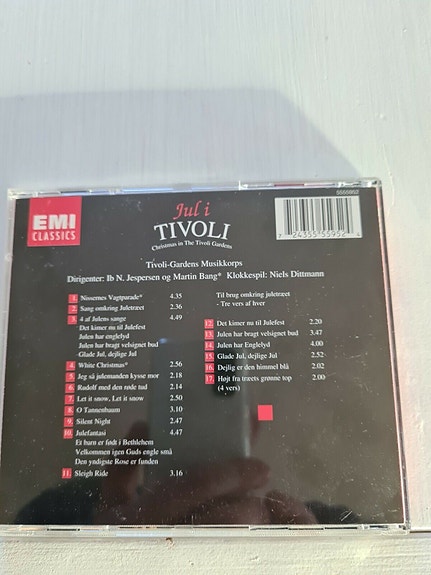 5555952
EMI
CLASSICS
Jul i
TIVOLI
Christmas in The Tivoli Gardens
7 24355 55952 4
Tivoli-Gardens Musikkorps
Dirigenter: Ib N. Jespersen og Martin Bang* Klokkespil: Niels Dittmann
1. Nissernes Vagtparade* 4.35
2. Sang omkring Juletræet 2.36
3. 4 af Julens sange 4.49
Det kimer nu til Julefest
Julen har englelyd
Julen har bragt velsignet bud
Glade Jul, dejlige Jul
4. White Christmas* 2.56
5. Jeg så julemanden kysse mor 2.18
6. Rudolf med den røde tud 2.14
7. Let it snow, Let it snow 2.50
8. O Tannenbaum 3.10
9. Silent Night 2.47
10. Julefantasi 4.47
Et barn er født i Bethlehem
Velkommen igen Guds engle små
Den yndigste Rose er funden
11. Sleigh Ride 3.16
Til brug omkring juletræet
- Tre vers af hver
12. Det kimer nu til Julefest 2.20
13. Julen har bragt velsignet bud 3.47
14. Julen har Englelyd 4.00
15. Glade Jul, dejlige Jul 2.52
16. Dejlig er den himmel blå 2.02
17. Højt fra træets grønne top 2.00
(4 vers)